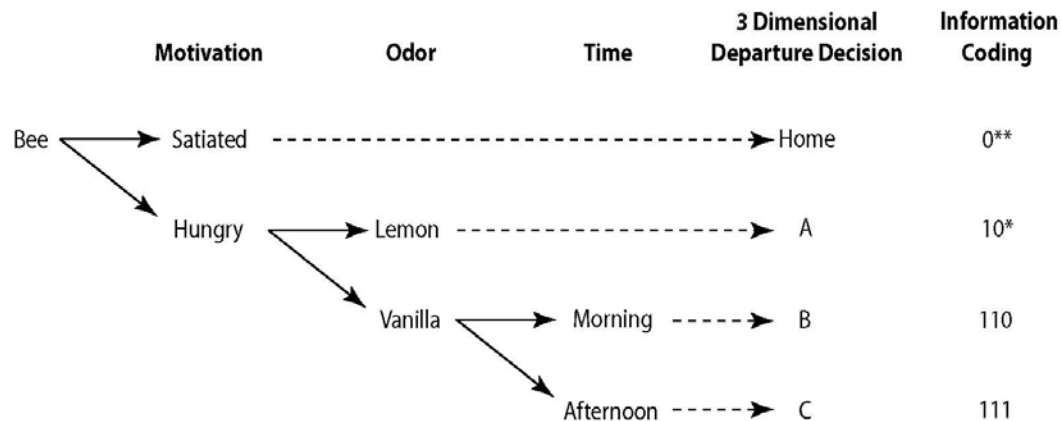 3 Dimensional Information
Motivation Odor Time Departure Decision Coding
Bee Satiated Home 0**
Hungry Lemon A 10*
Vanilla Morning B 110
Afternoon C 111